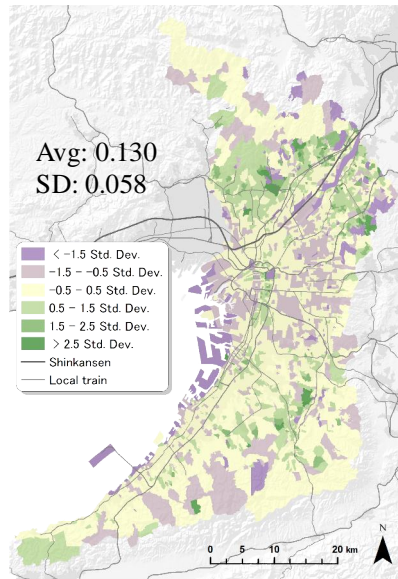 Avg: 0.130
SD: 0.058
< -1.5 Std. Dev.
-1.5 - -0.5 Std. Dev.
-0.5 - 0.5 Std. Dev.
0.5 - 1.5 Std. Dev.
1.5 - 2.5 Std. Dev.
> 2.5 Std. Dev.
Shinkansen
Local train
N
0 5 10 20 km